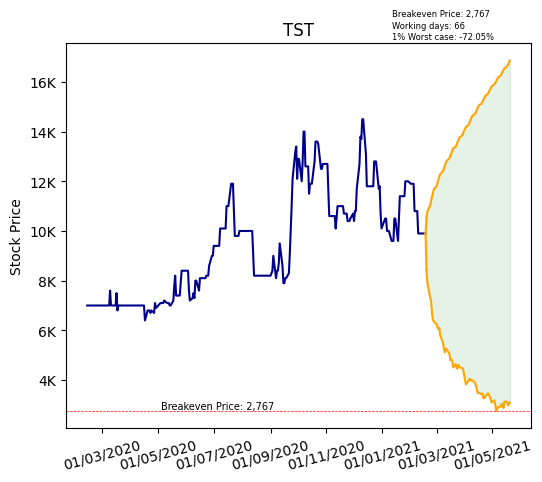 Breakeven Price: 2,767
Working days: 66
1% Worst case: -72.05%
TST
Stock Price
16K
14K
12K
10K
8K
6K
4K
Breakeven Price: 2,767
01/03/2020
01/05/2020
01/07/2020
01/09/2020
01/11/2020
01/01/2021
01/03/2021
01/05/2021